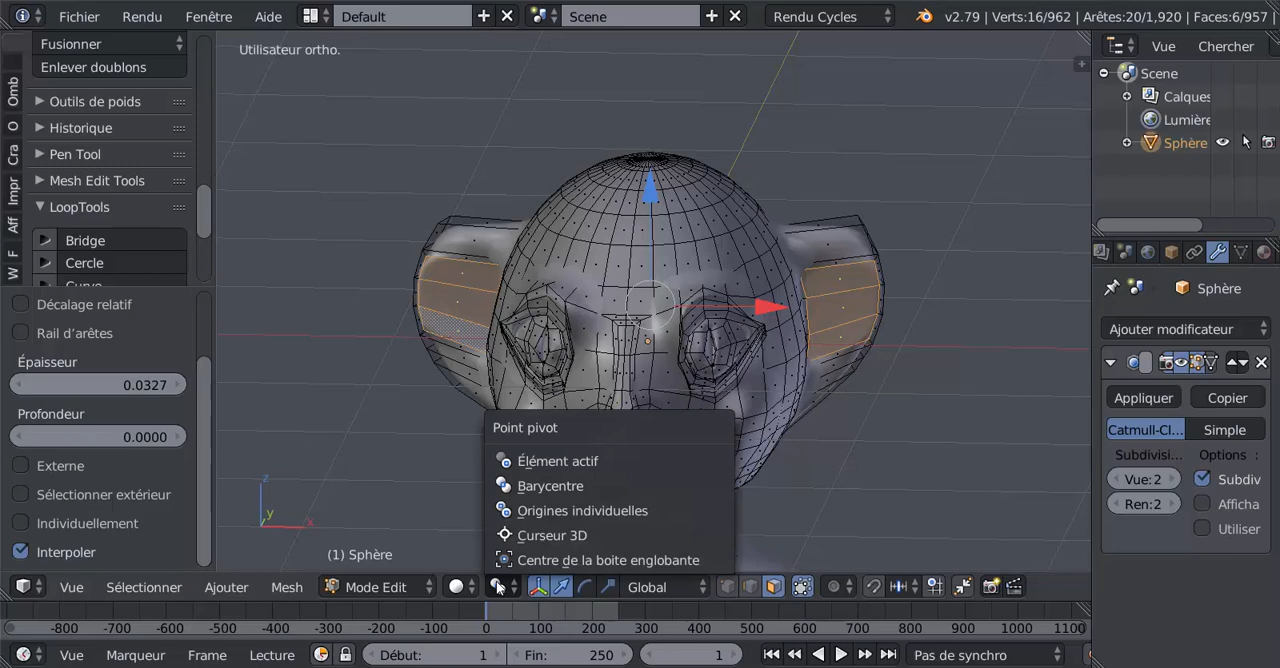 Fichier Rendu Fenêtre Aide Default Scene Rendu Cycles v2.79 | Verts:16/962 | Arêtes:20/1,920 | Faces:6/957
Fusionner
Enlever doublons
Outils de poids
Historique
Pen Tool
Mesh Edit Tools
LoopTools
Bridge
Cercle
Omb
O
Cra
Impr
Aff
F
W
Décalage relatif
Rail d'arêtes
Épaisseur
0.0327
Profondeur
0.0000
Externe
Sélectionner extérieur
Individuellement
Interpoler
Utilisateur ortho.
z
y
x
(1) Sphère
Point pivot
Élément actif
Barycentre
Origines individuelles
Curseur 3D
Centre de la boite englobante
Vue Sélectionner Ajouter Mesh Mode Edit Global
-800 -700 -600 -500 -400 -300 -200 -100 0 100 200 300 400 500 600 700 800 900 1000 1100
Vue Marqueur Frame Lecture Début: 1 Fin: 250 1 Pas de synchro
Vue Chercher
Scene
Calques
Lumière
Sphère
Sphère
Ajouter modificateur
Appliquer Copier
Catmull-Cl... Simple
Subdivisi... Options :
Vue: 2 Subdiv
Ren: 2 Afficha
Utiliser